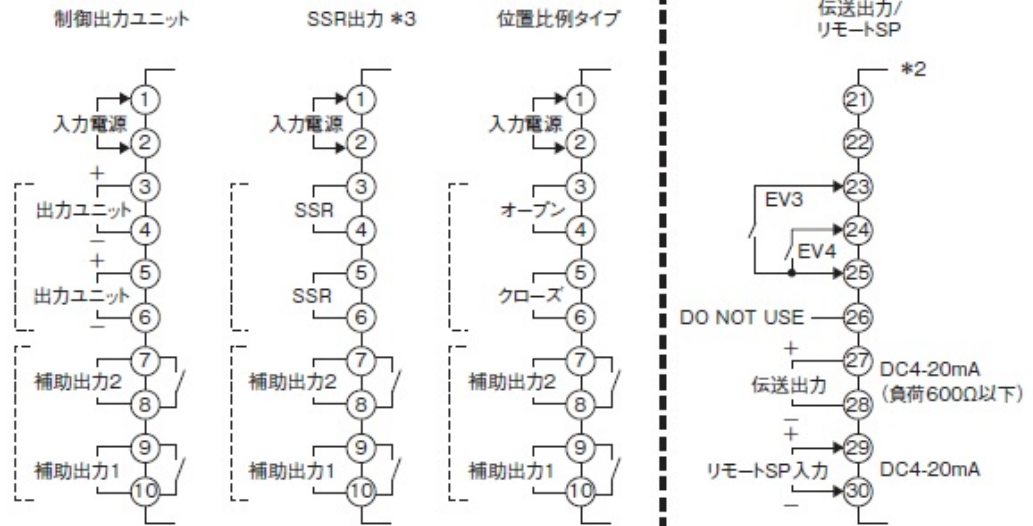 制御出力ユニット
1
入力電源
2
+
3
出力ユニット
4
−
+
5
出力ユニット
6
−
7
補助出力2
8
9
補助出力1
10
SSR出力 *3
1
入力電源
2
3
SSR
4
5
SSR
6
7
補助出力2
8
9
補助出力1
10
位置比例タイプ
1
入力電源
2
3
オープン
4
5
クローズ
6
7
補助出力2
8
9
補助出力1
10
伝送出力/
リモートSP
*2
21
22
23
EV3
24
EV4
25
DO NOT USE
26
+
27
DC4-20mA
伝送出力
(負荷600Ω以下)
28
−
+
29
リモートSP入力
DC4-20mA
30
−